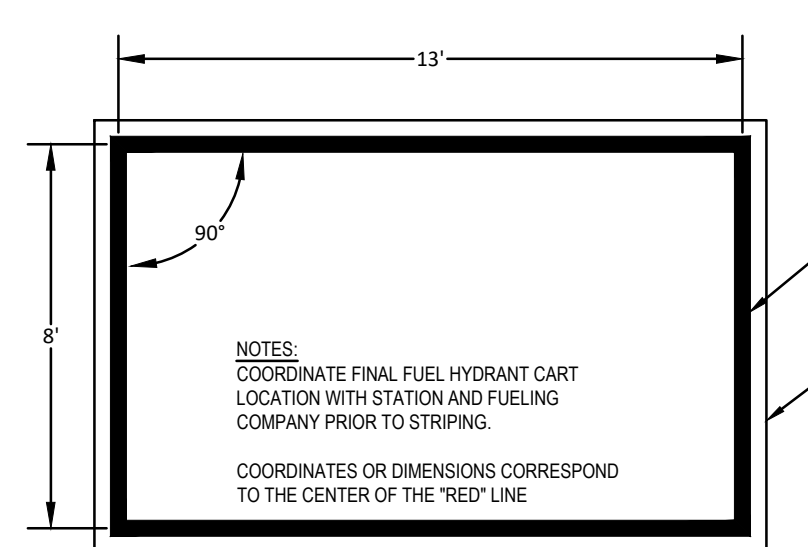 13'
90°
8'
NOTES:
COORDINATE FINAL FUEL HYDRANT CART
LOCATION WITH STATION AND FUELING
COMPANY PRIOR TO STRIPING.
COORDINATES OR DIMENSIONS CORRESPOND
TO THE CENTER OF THE "RED" LINE